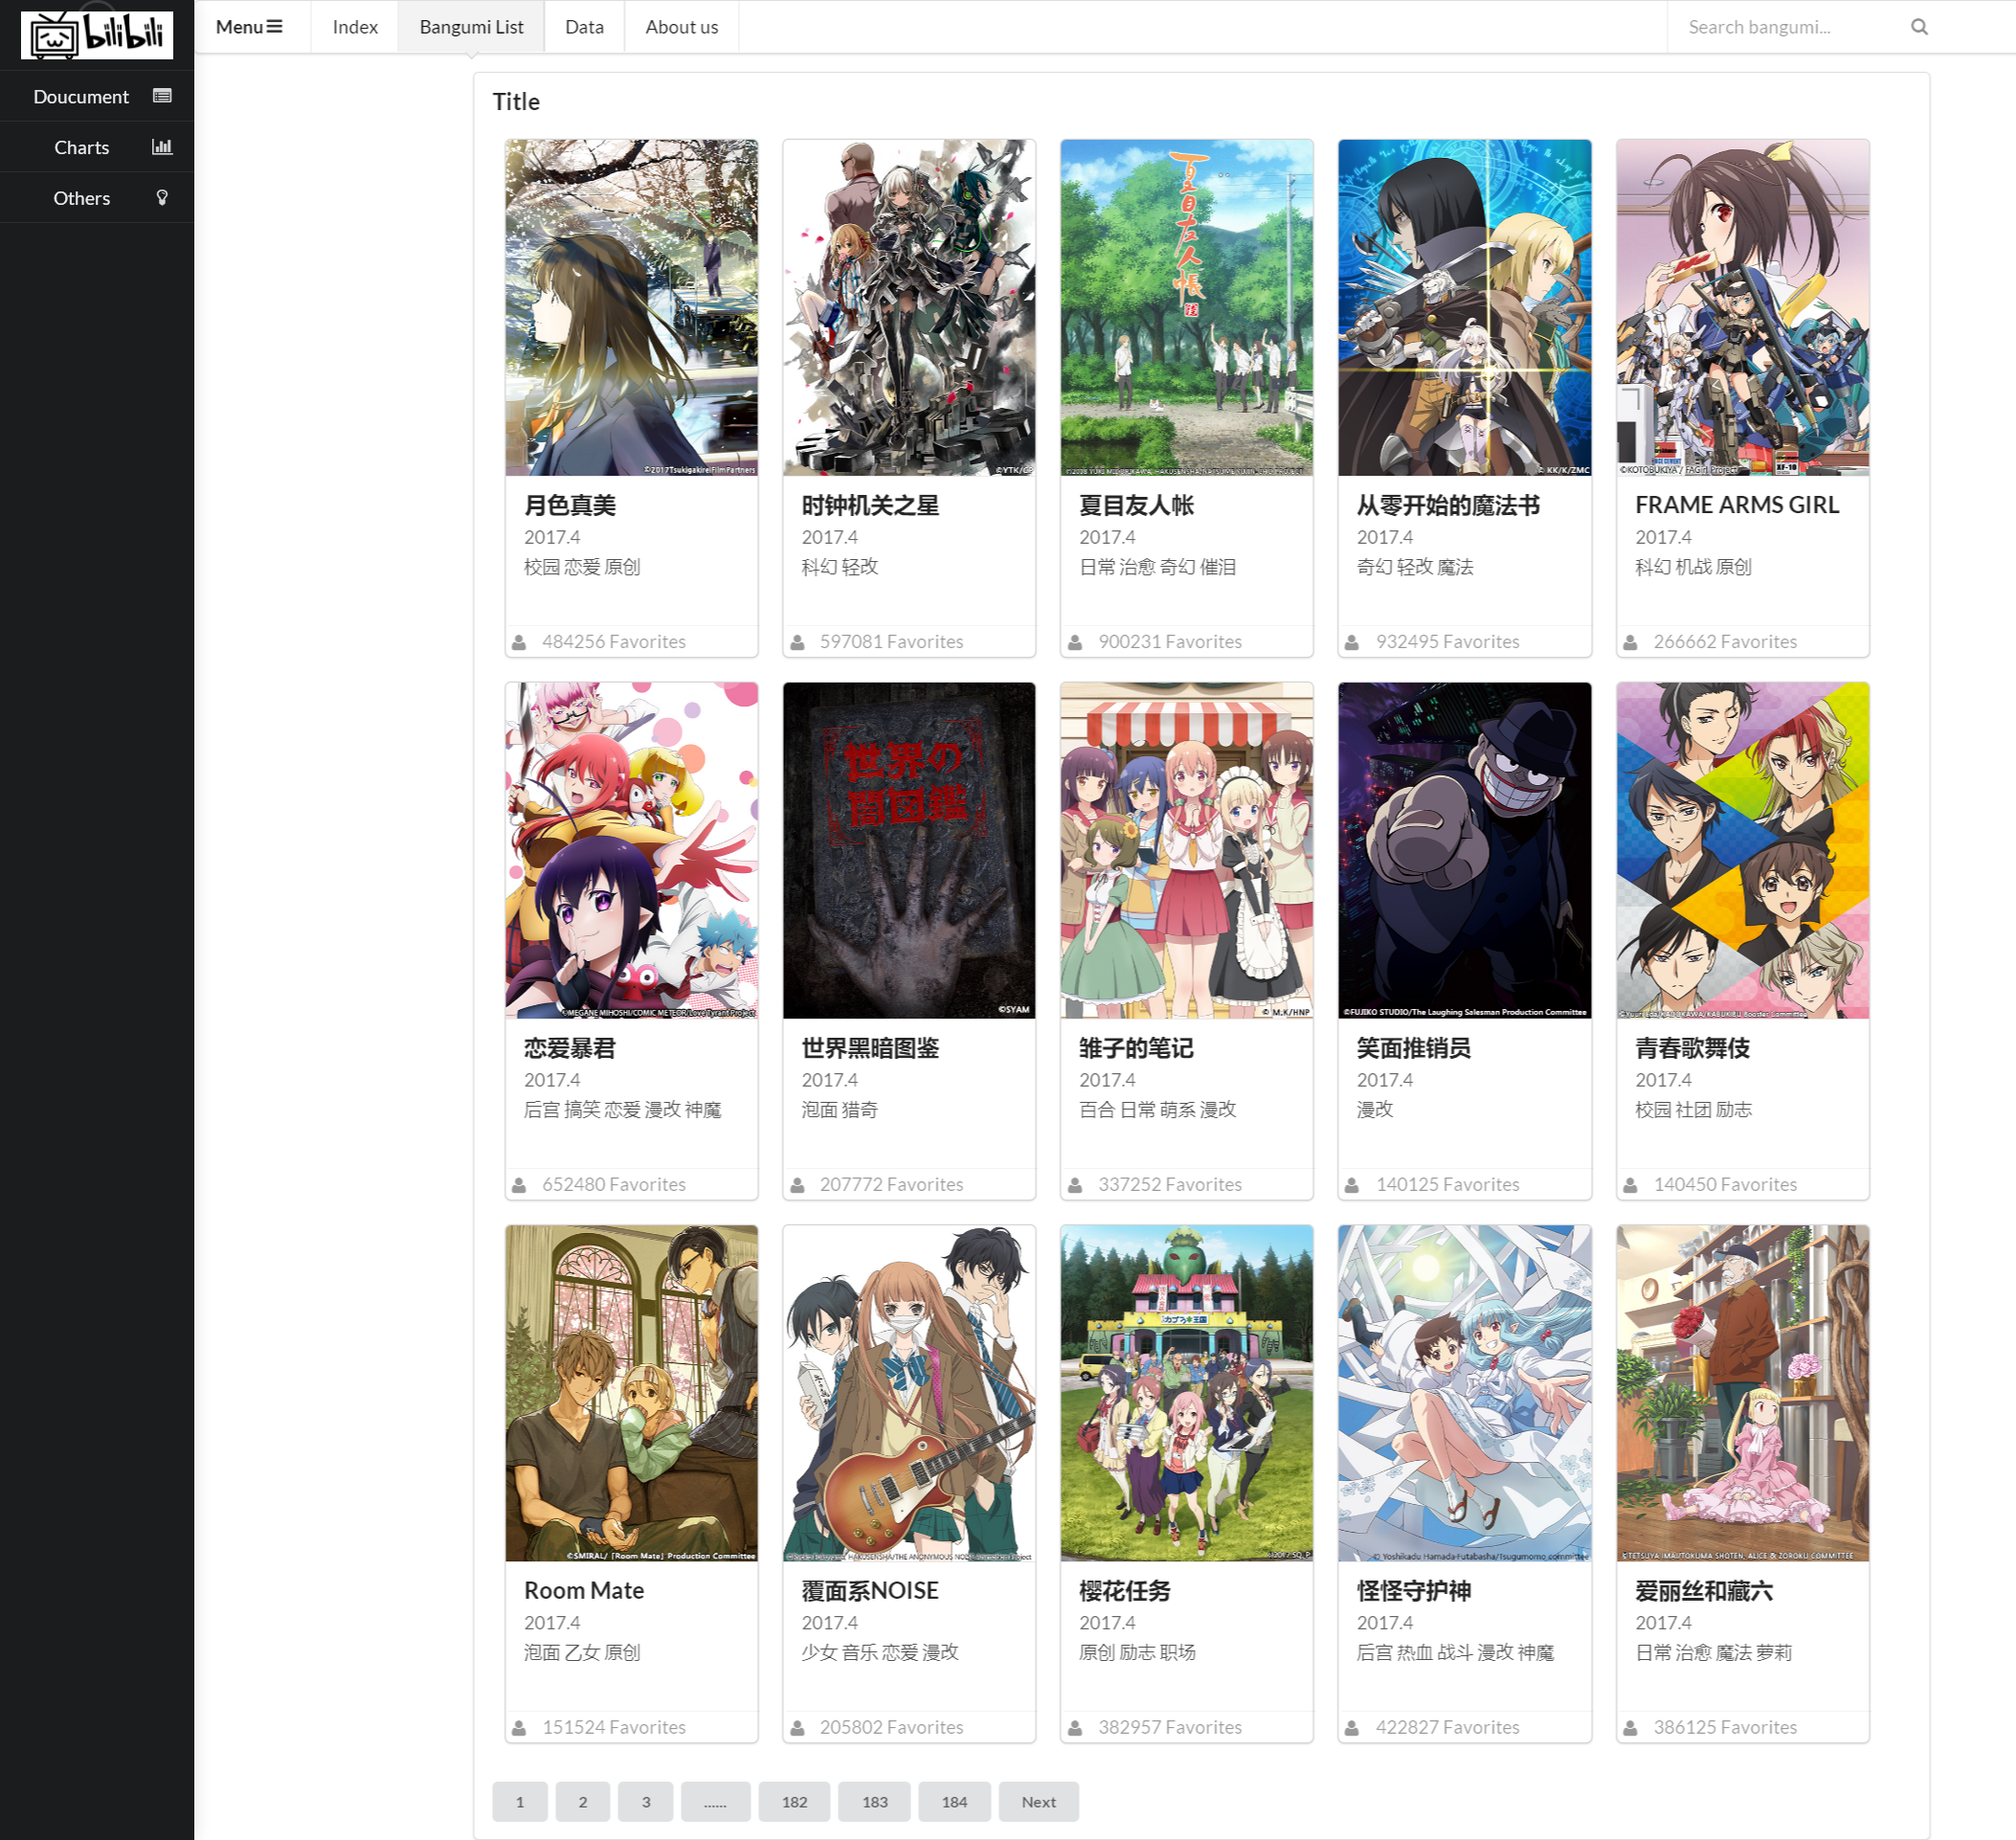 bilibili
Menu
Index
Bangumi List
Data
About us
Search bangumi...
Doucument
Charts
Others
Title
夏目友人帳
©2017TsukigakireiFilmPartners
©YTK/GP
© KK/K/ZMC
©KOTOBUKIYA / FAGirl Project
月色真美
2017.4
校园 恋爱 原创
484256 Favorites
时钟机关之星
2017.4
科幻 轻改
597081 Favorites
夏目友人帐
2017.4
日常 治愈 奇幻 催泪
900231 Favorites
从零开始的魔法书
2017.4
奇幻 轻改 魔法
932495 Favorites
FRAME ARMS GIRL
2017.4
科幻 机战 原创
266662 Favorites
世界の
闇図鑑
©MEGANE MIHOSHI/COMIC METEOR/Love Tyrant Project
©SYAM
© M.K/HNP
©FUJIKO STUDIO/The Laughing Salesman Production Committee
恋爱暴君
2017.4
后宫 搞笑 恋爱 漫改 神魔
652480 Favorites
世界黑暗图鉴
2017.4
泡面 猎奇
207772 Favorites
雏子的笔记
2017.4
百合 日常 萌系 漫改
337252 Favorites
笑面推销员
2017.4
漫改
140125 Favorites
青春歌舞伎
2017.4
校园 社团 励志
140450 Favorites
©SMIRAL/「Room Mate」Production Committee
© Yoshikadu Hamada-Futabasha/Tsugumomo committee
©TETSUYA IMAI/TOKUMA SHOTEN, ALICE & ZOROKU COMMITTEE
Room Mate
2017.4
泡面 乙女 原创
151524 Favorites
覆面系NOISE
2017.4
少女 音乐 恋爱 漫改
205802 Favorites
樱花任务
2017.4
原创 励志 职场
382957 Favorites
怪怪守护神
2017.4
后宫 热血 战斗 漫改 神魔
422827 Favorites
爱丽丝和藏六
2017.4
日常 治愈 魔法 萝莉
386125 Favorites
1
2
3
......
182
183
184
Next